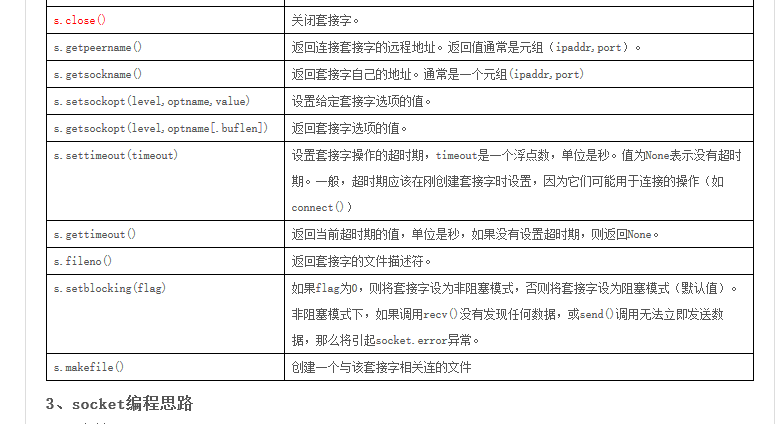 s.close() 关闭套接字。
s.getpeername() 返回连接套接字的远程地址。返回值通常是元组（ipaddr,port）。
s.getsockname() 返回套接字自己的地址。通常是一个元组(ipaddr,port)
s.setsockopt(level,optname,value) 设置给定套接字选项的值。
s.getsockopt(level,optname[.buflen]) 返回套接字选项的值。
s.settimeout(timeout) 设置套接字操作的超时期，timeout是一个浮点数，单位是秒。值为None表示没有超时
期。一般，超时期应该在刚创建套接字时设置，因为它们可能用于连接的操作（如
connect()）
s.gettimeout() 返回当前超时期的值，单位是秒，如果没有设置超时期，则返回None。
s.fileno() 返回套接字的文件描述符。
s.setblocking(flag) 如果flag为0，则将套接字设为非阻塞模式，否则将套接字设为阻塞模式（默认值）。
非阻塞模式下，如果调用recv()没有发现任何数据，或send()调用无法立即发送数
据，那么将引起socket.error异常。
s.makefile() 创建一个与该套接字相关连的文件
3、socket编程思路